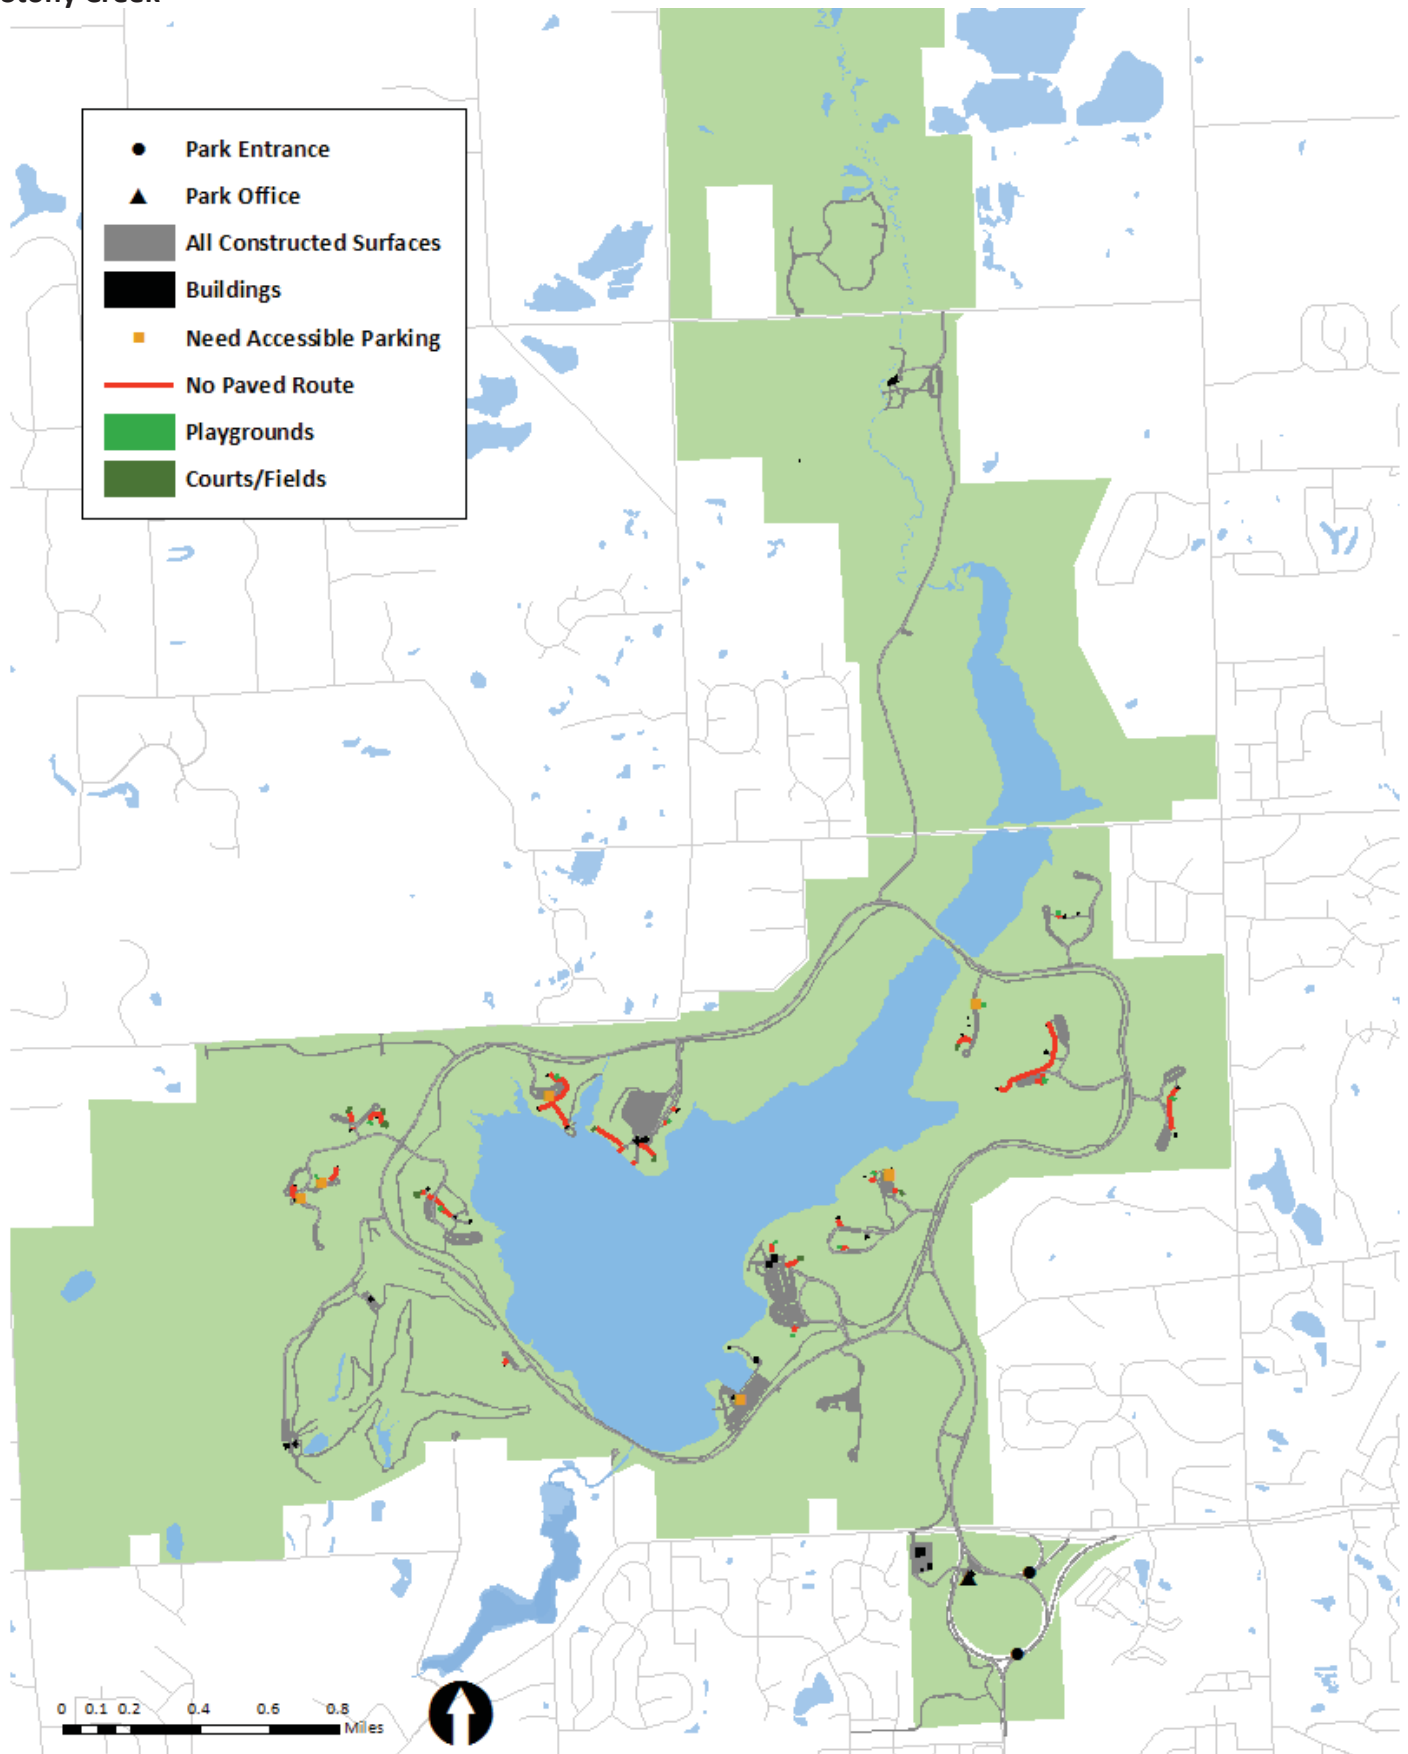 Creek
Park Entrance
Park Office
All Constructed Surfaces
Buildings
Need Accessible Parking
No Paved Route
Playgrounds
Courts/Fields
0 0.1 0.2 0.4 0.6 0.8
Miles